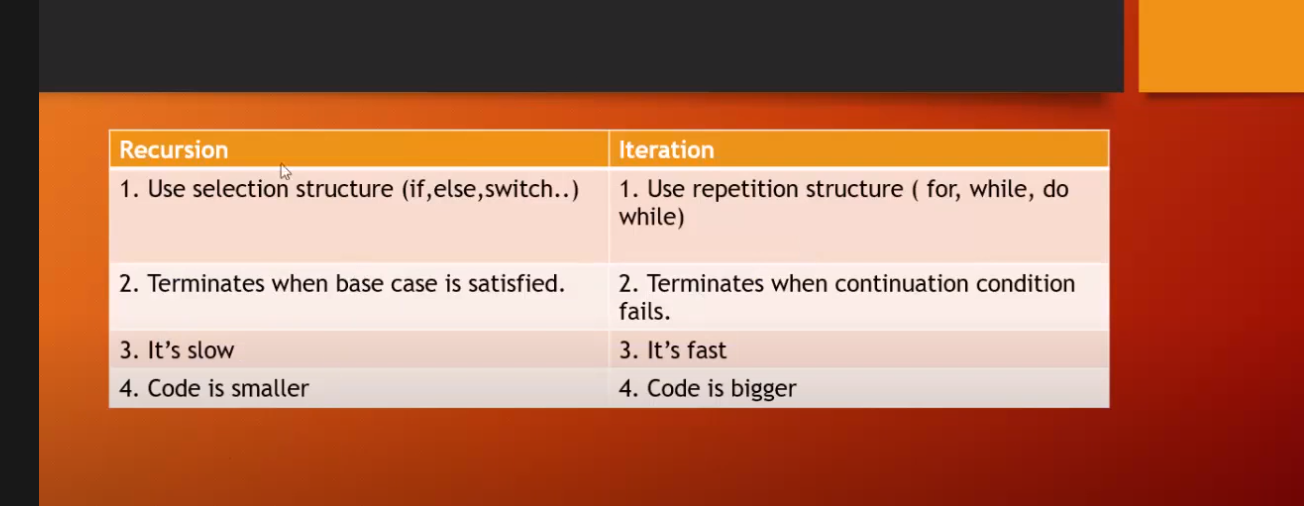 Recursion
Iteration
1. Use selection structure (if,else,switch..)
1. Use repetition structure ( for, while, do
while)
2. Terminates when base case is satisfied.
2. Terminates when continuation condition
fails.
3. It’s slow
3. It’s fast
4. Code is smaller
4. Code is bigger